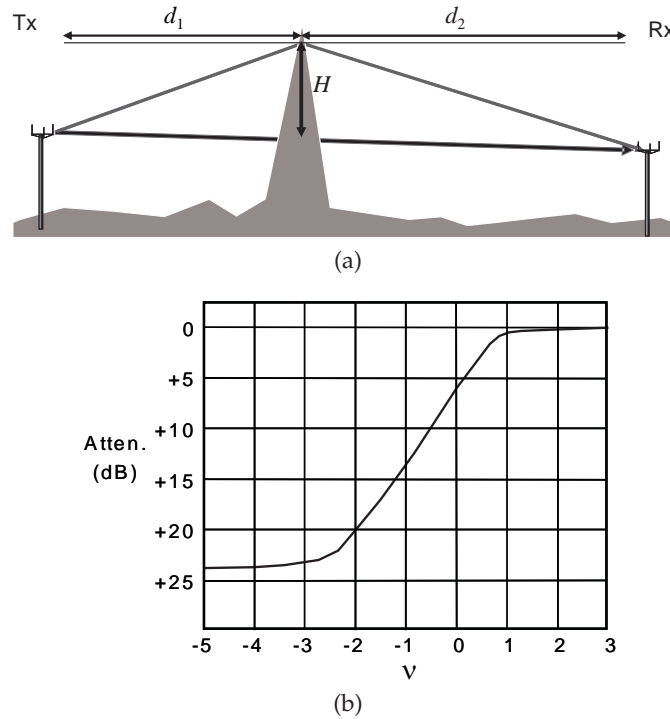 Tx
d1
d2
Rx
H
(a)
0
+5
+10
+15
+20
+25
Atten.
(dB)
-5 -4 -3 -2 -1 0 1 2 3
ν
(b)